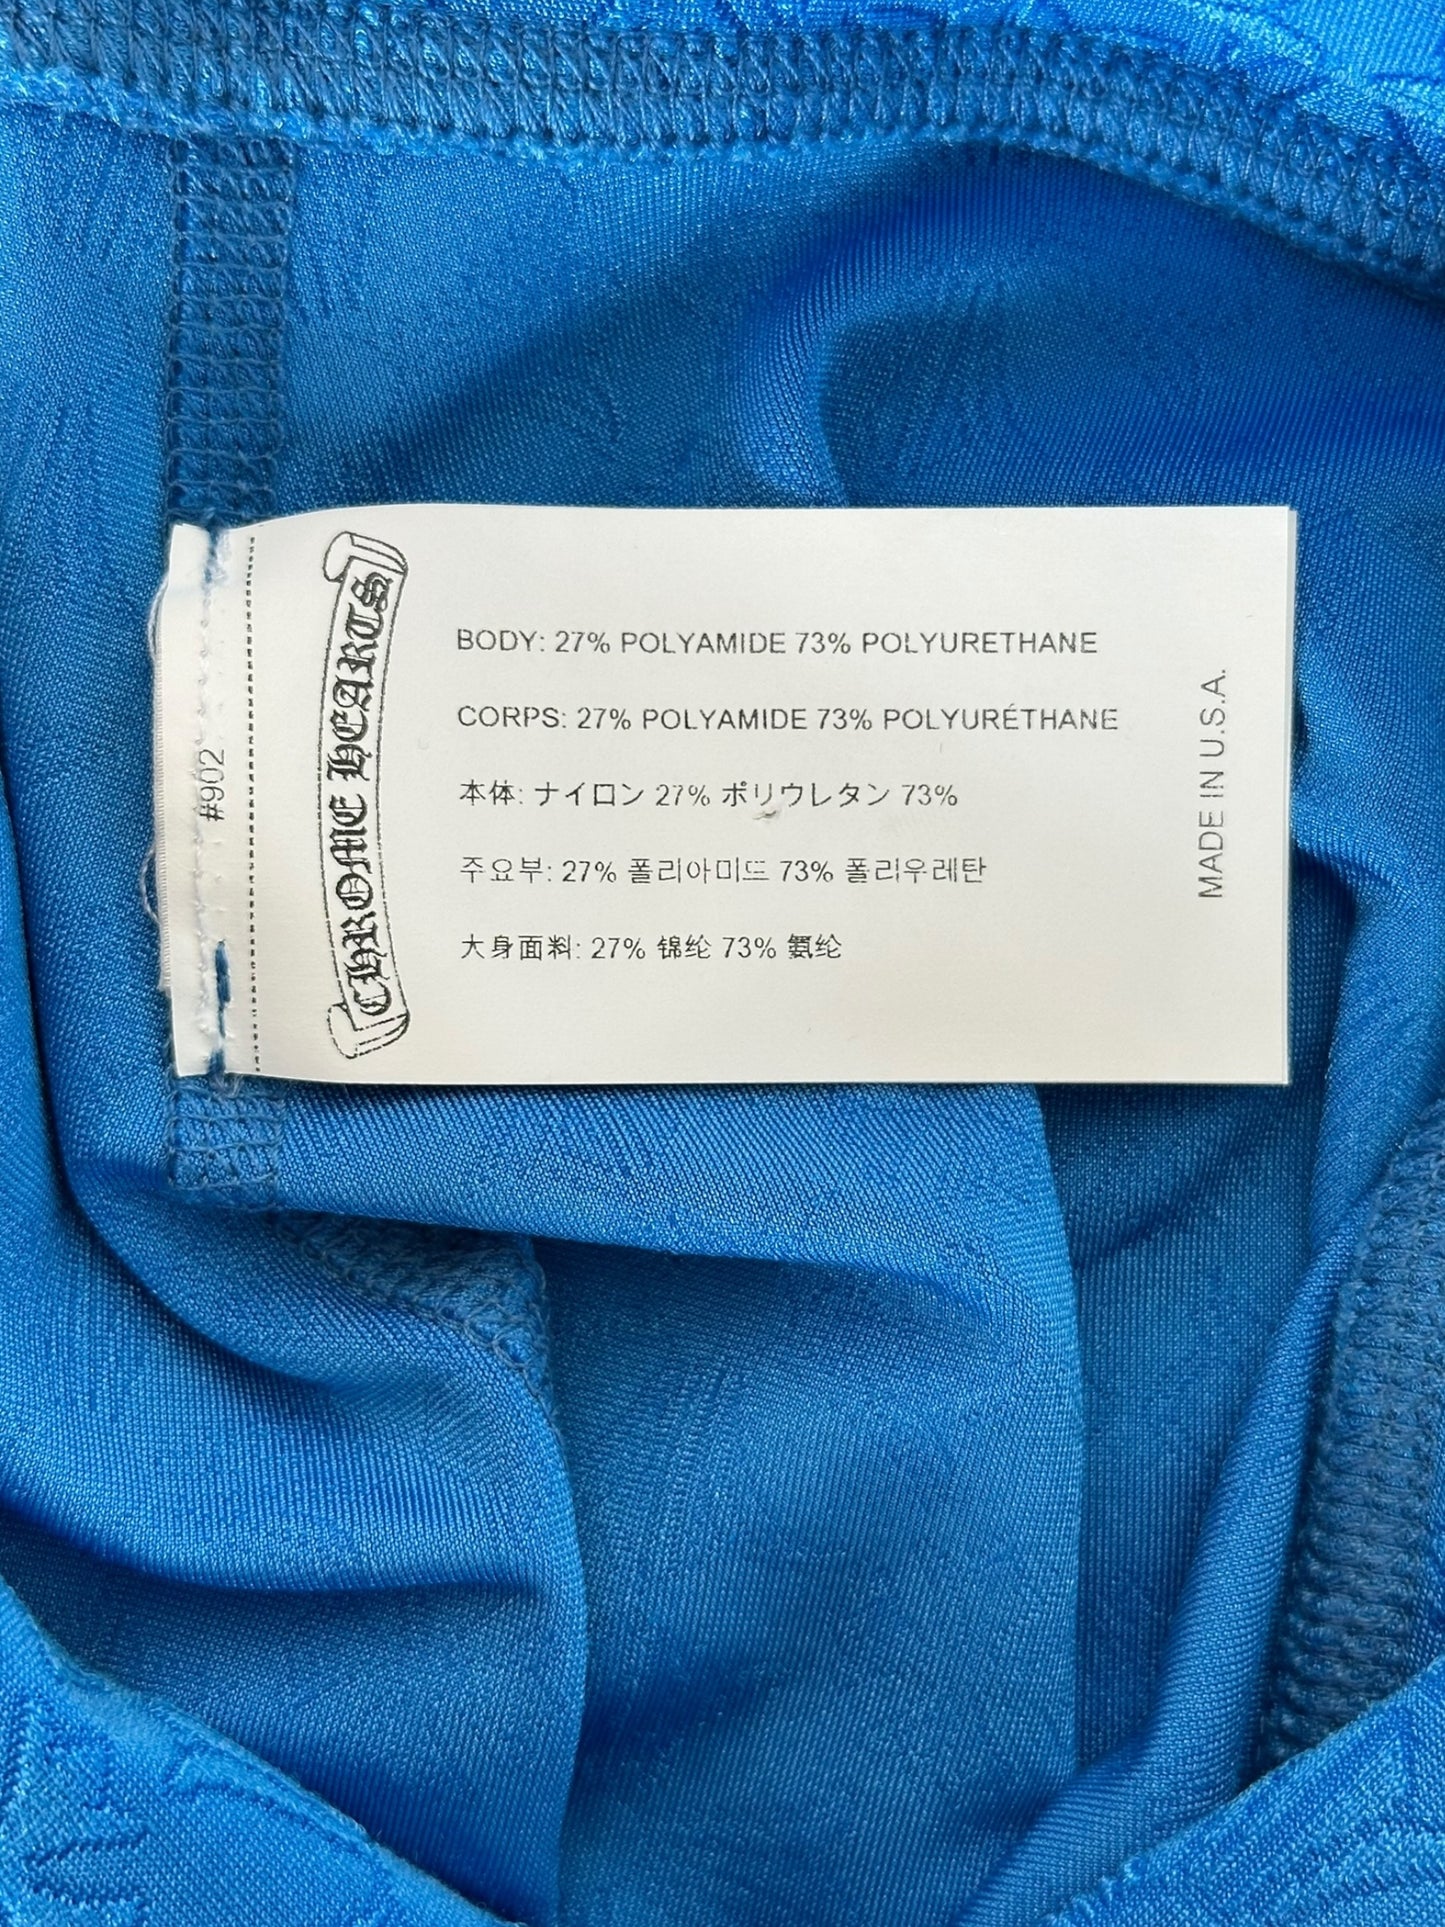 #902
CHROME HEARTS
BODY: 27% POLYAMIDE 73% POLYURETHANE
CORPS: 27% POLYAMIDE 73% POLYURÉTHANE
本体: ナイロン 27% ポリウレタン 73%
주요부: 27% 폴리아미드 73% 폴리우레탄
大身面料: 27% 锦纶 73% 氨纶
MADE IN U.S.A.